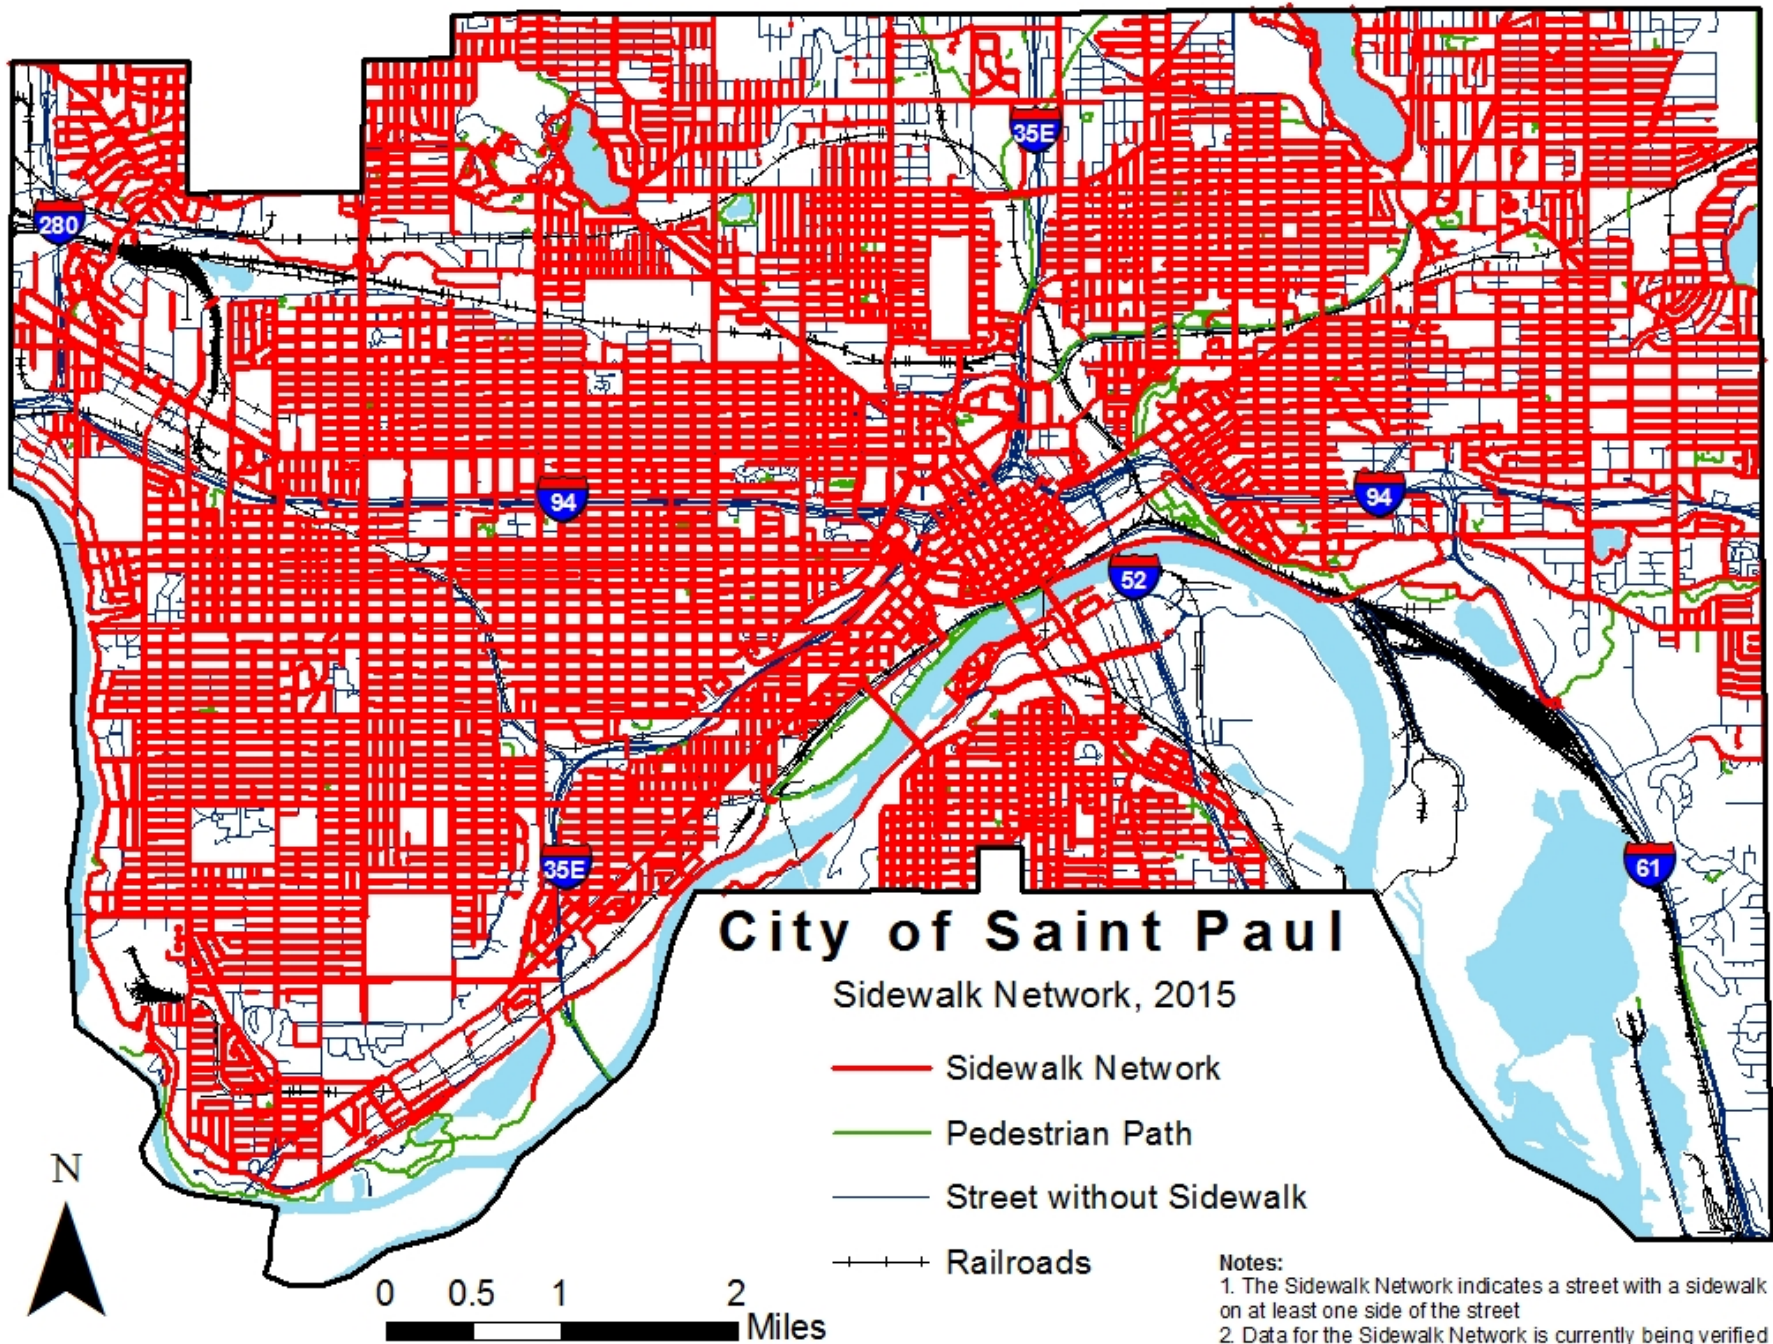 35E
280
94
94
52
35E
61
City of Saint Paul
Sidewalk Network, 2015
Sidewalk Network
Pedestrian Path
Street without Sidewalk
Railroads
N
0 0.5 1 2
Miles
Notes:
1. The Sidewalk Network indicates a street with a sidewalk
on at least one side of the street
2. Data for the Sidewalk Network is currently being verified